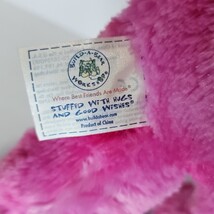 BUILD-A-BEAR
WORKSHOP
Where Best Friends Are Made
STUFFED WITH HUGS
AND GOOD WISHES
www.buildabear.com
Product of China